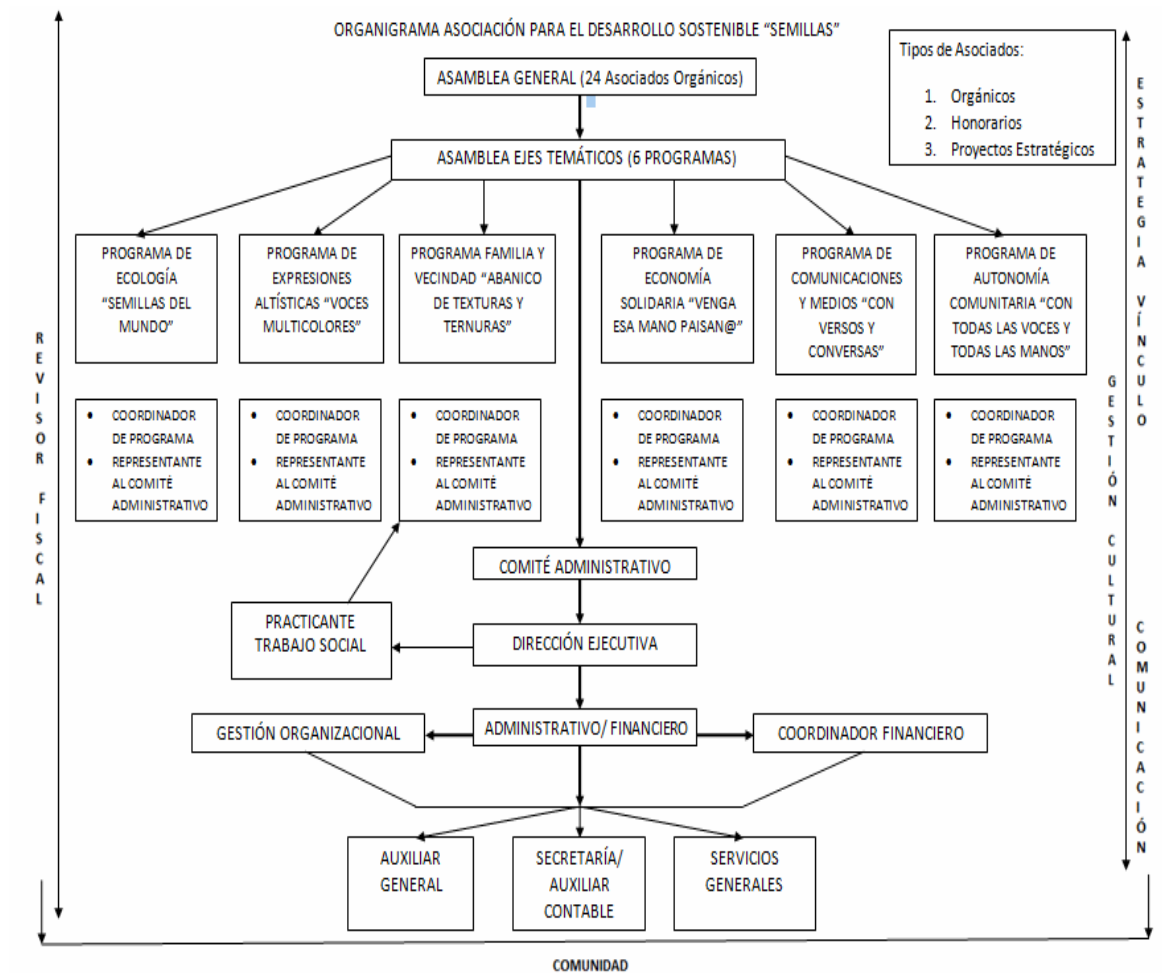 ORGANIGRAMA ASOCIACIÓN PARA EL DESARROLLO SOSTENIBLE “SEMILLAS”
Tipos de Asociados:
1. Orgánicos
2. Honorarios
3. Proyectos Estratégicos
ASAMBLEA GENERAL (24 Asociados Orgánicos)
ASAMBLEA EJES TEMÁTICOS (6 PROGRAMAS)
PROGRAMA DE
ECOLOGÍA
“SEMILLAS DEL
MUNDO”
PROGRAMA DE
EXPRESIONES
ALTÍSTICAS “VOCES
MULTICOLORES”
PROGRAMA FAMILIA Y
VECINDAD “ABANICO
DE TEXTURAS Y
TERNURAS”
PROGRAMA DE
ECONOMÍA
SOLIDARIA “VENGA
ESA MANO PAISAN@”
PROGRAMA DE
COMUNICACIONES
Y MEDIOS “CON
VERSOS Y
CONVERSAS”
PROGRAMA DE
AUTONOMÍA
COMUNITARIA “CON
TODAS LAS VOCES Y
TODAS LAS MANOS”
• COORDINADOR
DE PROGRAMA
• REPRESENTANTE
AL COMITÉ
ADMINISTRATIVO
• COORDINADOR
DE PROGRAMA
• REPRESENTANTE
AL COMITÉ
ADMINISTRATIVO
• COORDINADOR
DE PROGRAMA
• REPRESENTANTE
AL COMITÉ
ADMINISTRATIVO
• COORDINADOR
DE PROGRAMA
• REPRESENTANTE
AL COMITÉ
ADMINISTRATIVO
• COORDINADOR
DE PROGRAMA
• REPRESENTANTE
AL COMITÉ
ADMINISTRATIVO
• COORDINADOR
DE PROGRAMA
• REPRESENTANTE
AL COMITÉ
ADMINISTRATIVO
COMITÉ ADMINISTRATIVO
PRACTICANTE
TRABAJO SOCIAL
DIRECCIÓN EJECUTIVA
GESTIÓN ORGANIZACIONAL
ADMINISTRATIVO/ FINANCIERO
COORDINADOR FINANCIERO
AUXILIAR
GENERAL
SECRETARÍA/
AUXILIAR
CONTABLE
SERVICIOS
GENERALES
REVISOR FISCAL
GESTIÓN CULTURAL
ESTRATEGIA VÍNCULO COMUNICACIÓN
COMUNIDAD